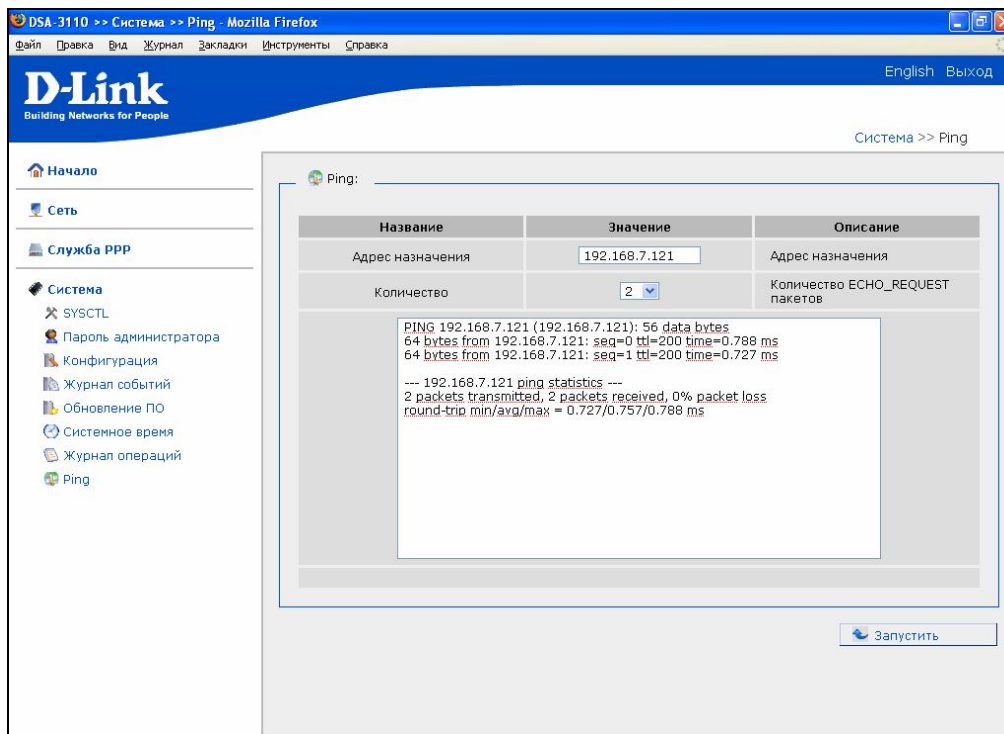 DSA-3110 >> Система >> Ping - Mozilla Firefox
Файл Правка Вид Журнал Закладки Инструменты Справка
D-Link
Building Networks for People
English Выход
Система >> Ping
Начало
Сеть
Служба PPP
Система
SYSCTL
Пароль администратора
Конфигурация
Журнал событий
Обновление ПО
Системное время
Журнал операций
Ping
Ping:
Название Значение Описание
Адрес назначения 192.168.7.121 Адрес назначения
Количество 2 Количество ECHO_REQUEST
пакетов
PING 192.168.7.121 (192.168.7.121): 56 data bytes
64 bytes from 192.168.7.121: seq=0 ttl=200 time=0.788 ms
64 bytes from 192.168.7.121: seq=1 ttl=200 time=0.727 ms
--- 192.168.7.121 ping statistics ---
2 packets transmitted, 2 packets received, 0% packet loss
round-trip min/avg/max = 0.727/0.757/0.788 ms
Запустить